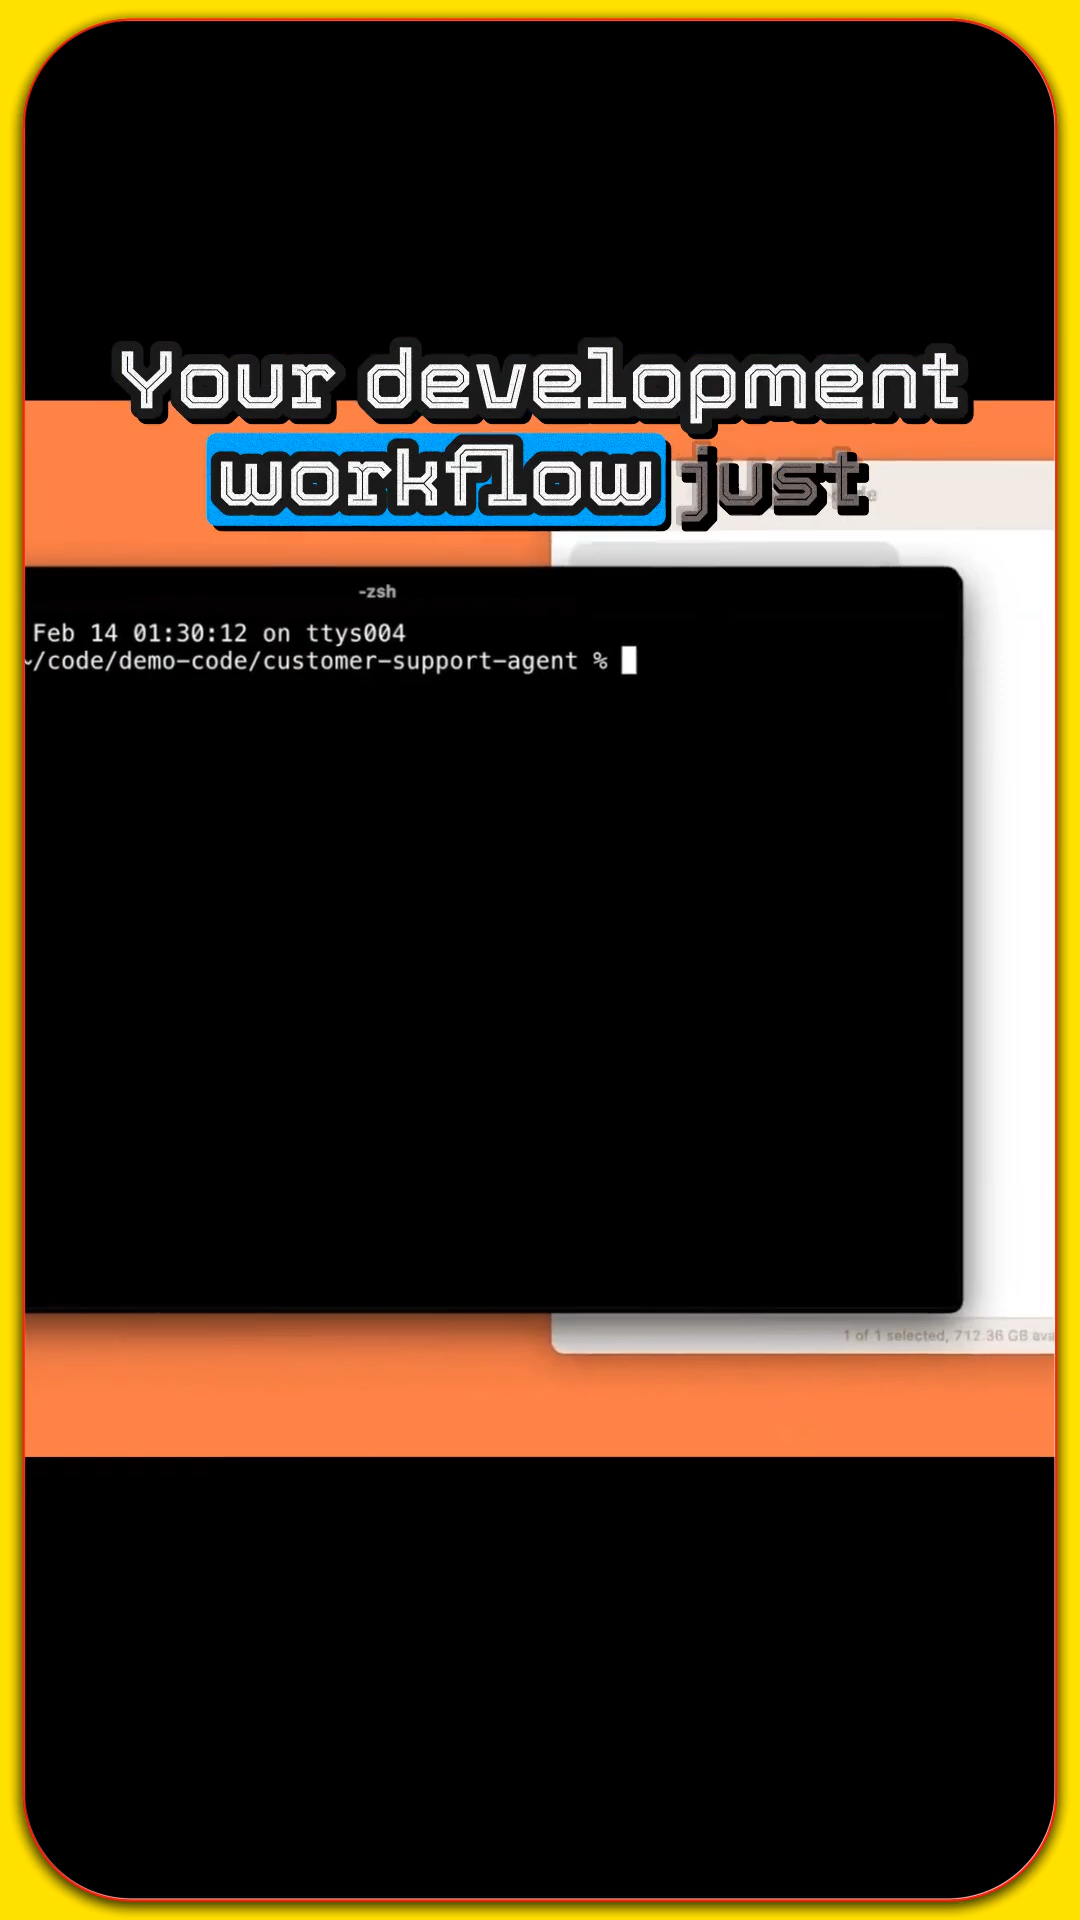 Your development
workflow just
-zsh
Feb 14 01:30:12 on ttys004
~/code/demo-code/customer-support-agent %
1 of 1 selected, 712.36 GB ava